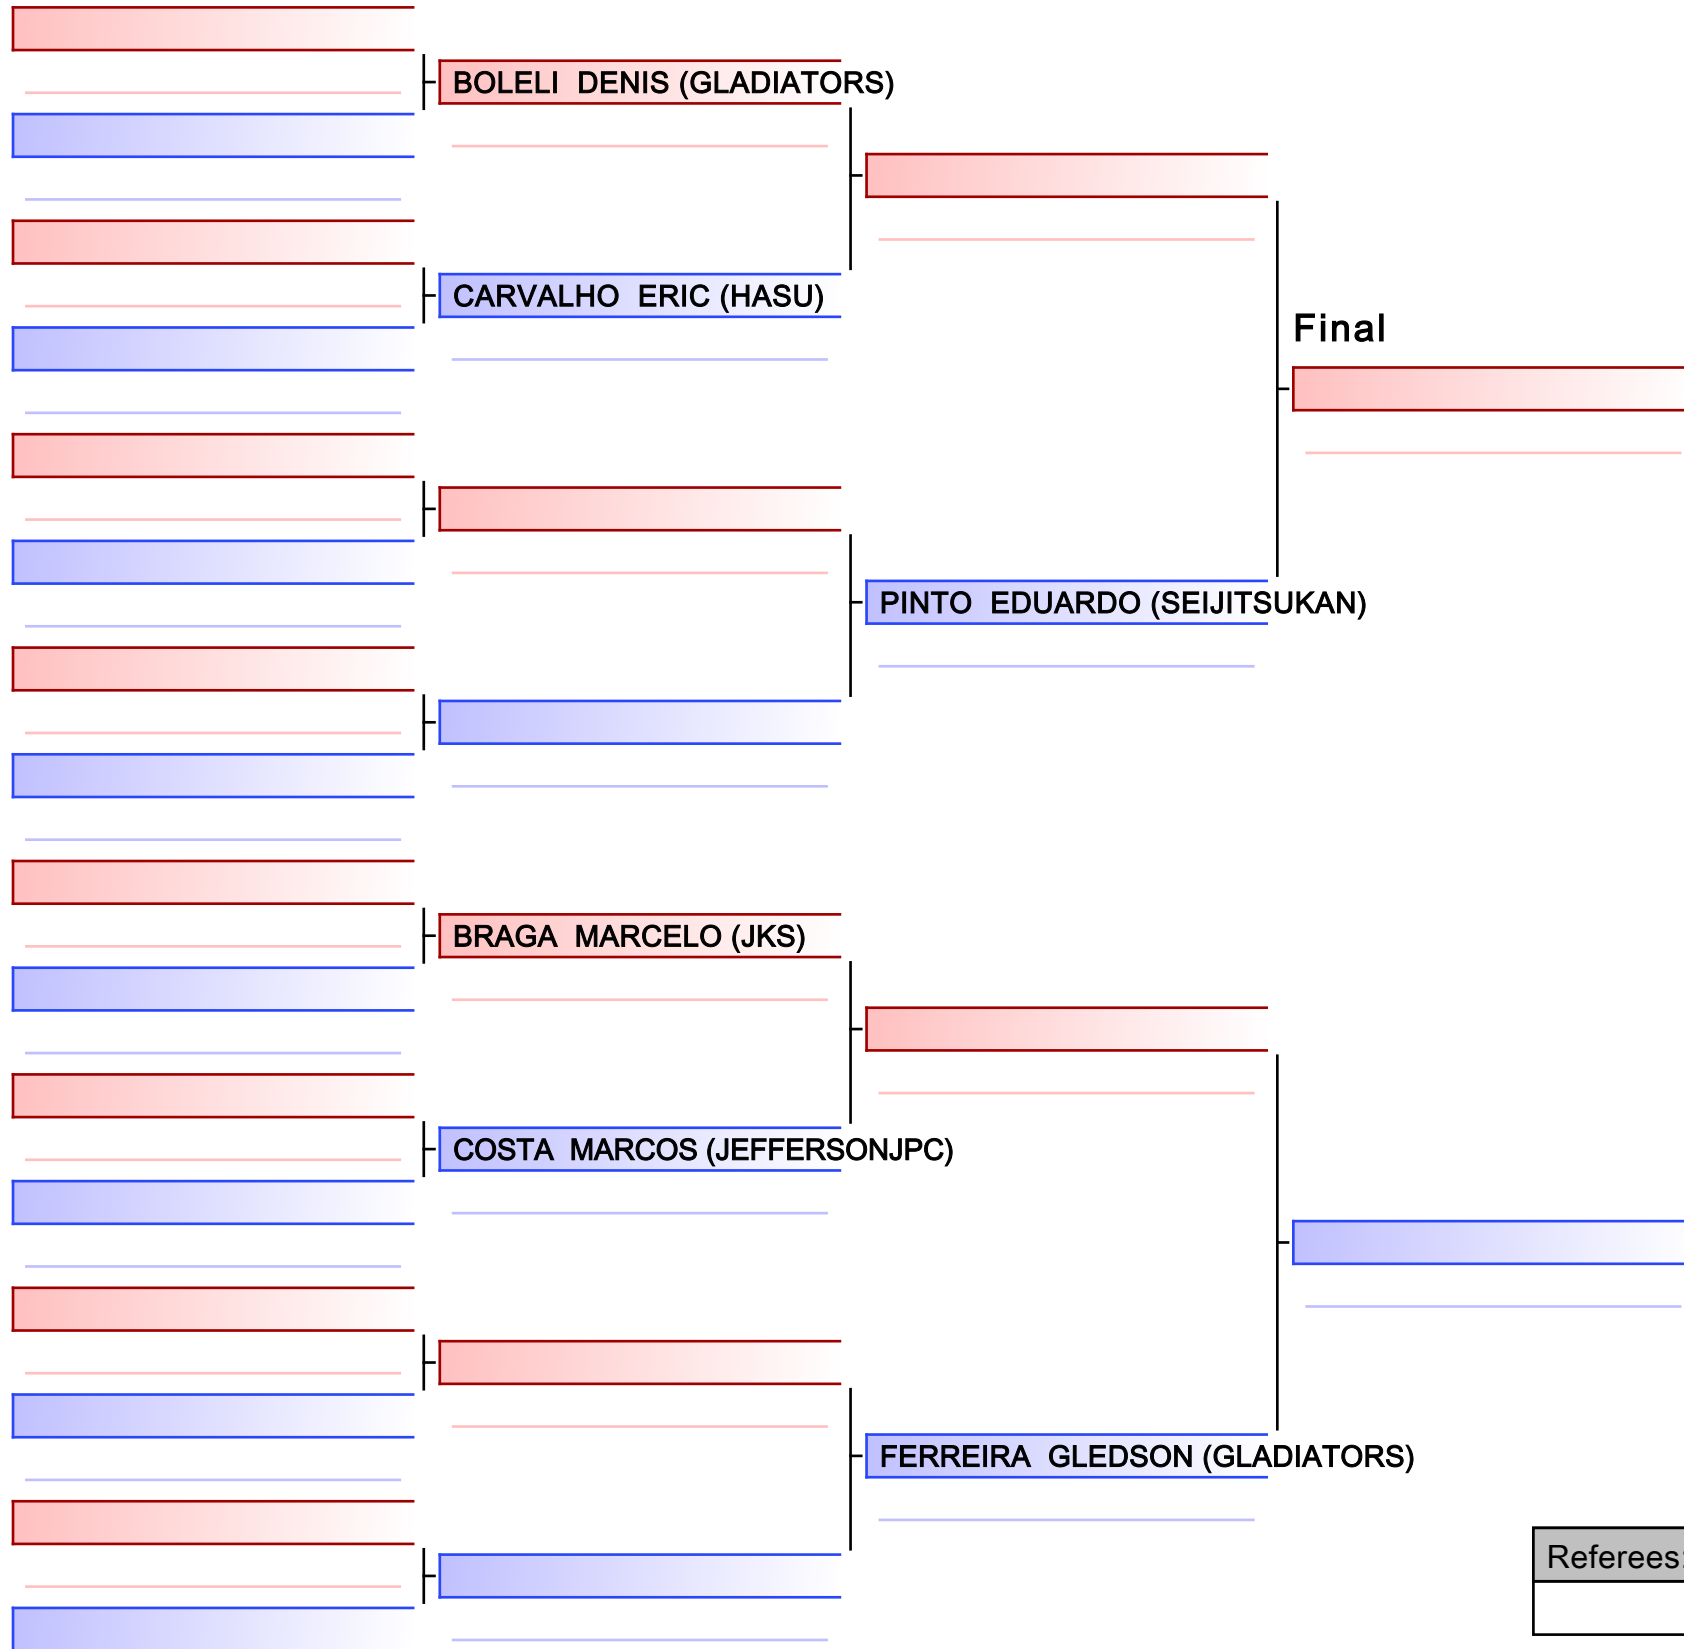 BOLELI  DENIS (GLADIATORS)
CARVALHO  ERIC (HASU)
Final
PINTO  EDUARDO (SEIJITSUKAN)
BRAGA  MARCELO (JKS)
COSTA  MARCOS (JEFFERSONJPC)
FERREIRA  GLEDSON (GLADIATORS)
Referees: